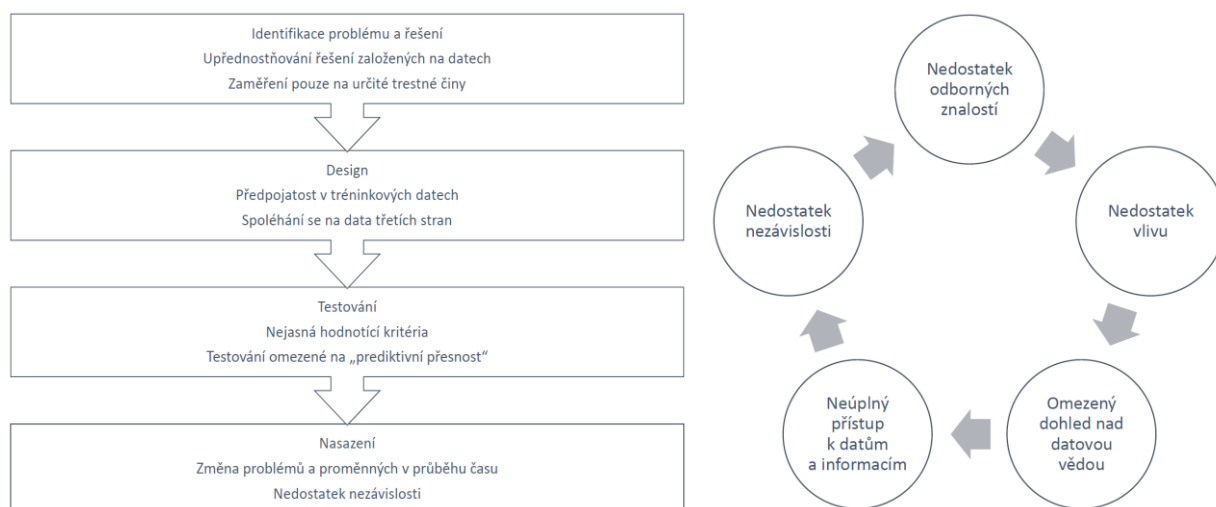 Identifikace problému a řešení
Upřednostňování řešení založených na datech
Zaměření pouze na určité trestné činy
Design
Předpojatost v tréninkových datech
Spoléhání se na data třetích stran
Testování
Nejasná hodnotící kritéria
Testování omezené na „prediktivní přesnost“
Nasazení
Změna problémů a proměnných v průběhu času
Nedostatek nezávislosti
Nedostatek
odborných
znalostí
Nedostatek
vlivu
Omezený
dohled nad
datovou
vědou
Neúplný
přístup
k datům
a informacím
Nedostatek
nezávislosti